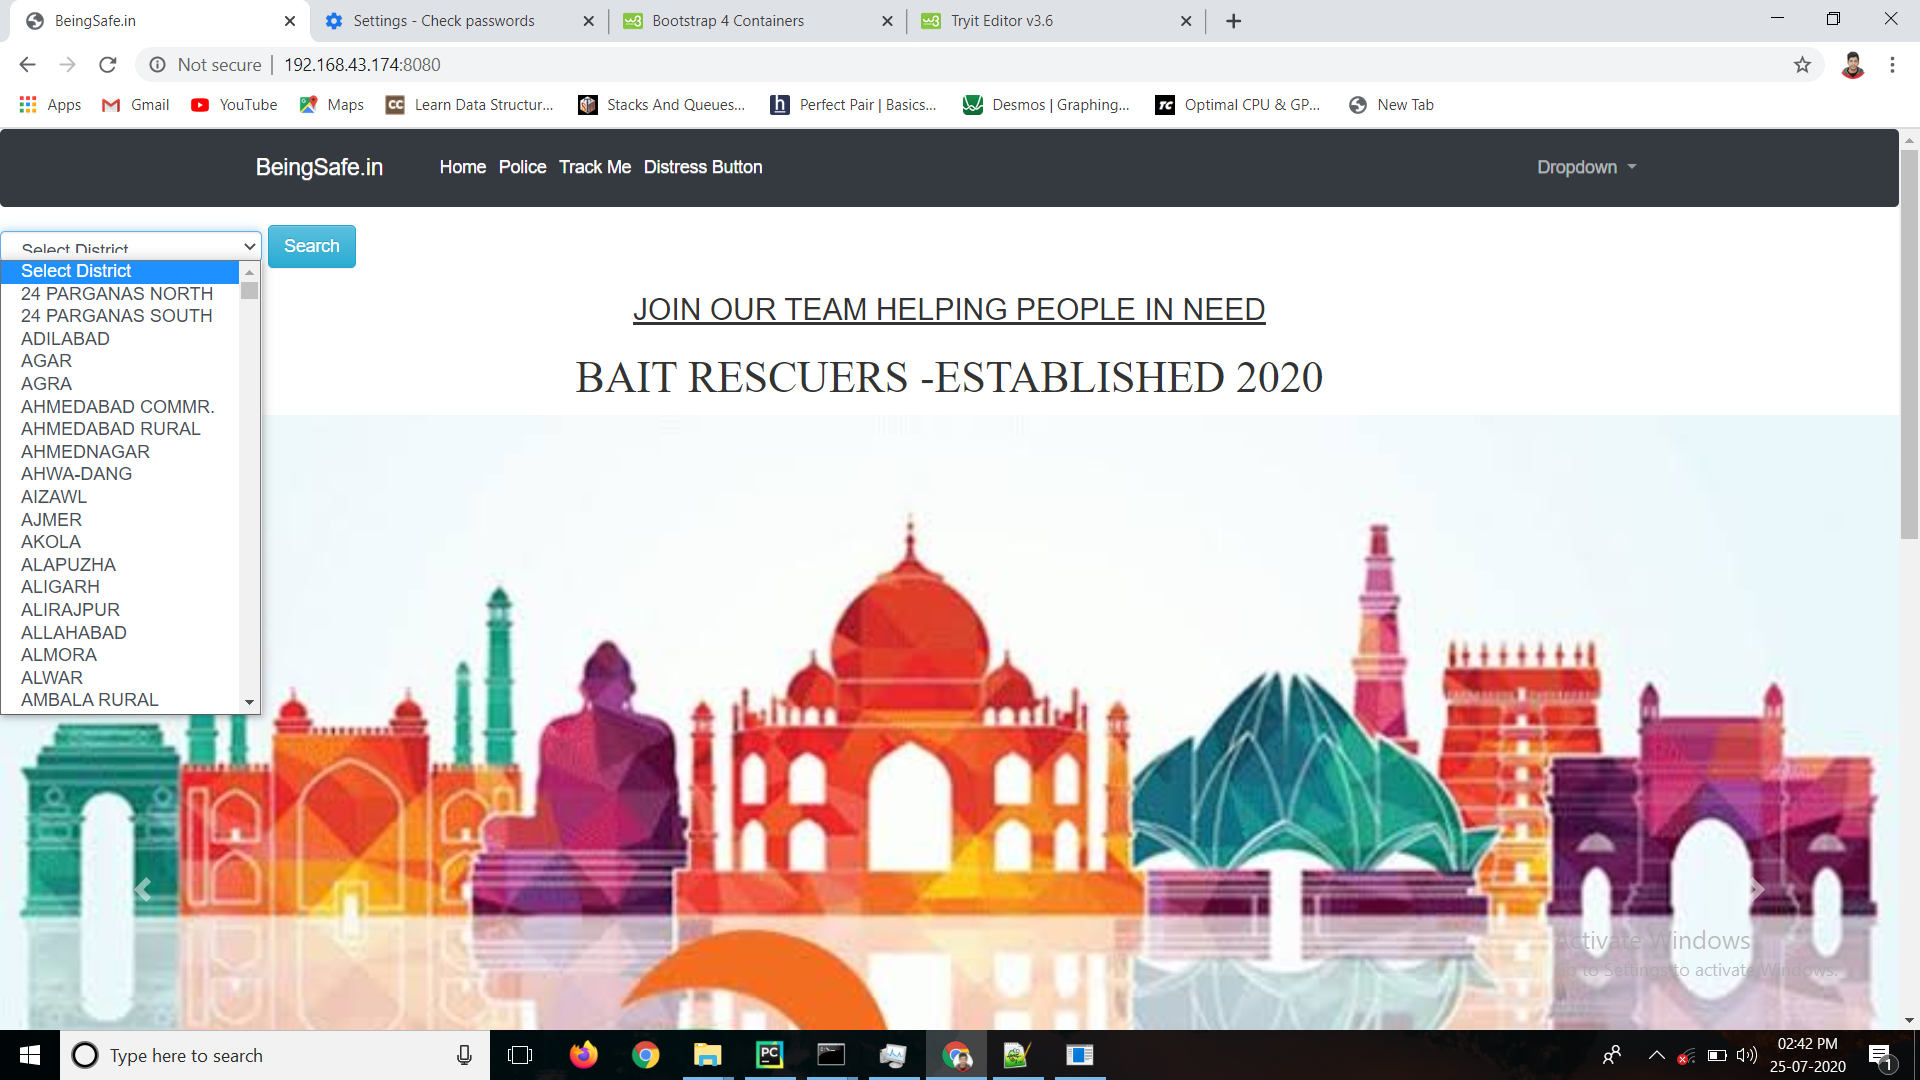 BeingSafe.in
Settings - Check passwords
Bootstrap 4 Containers
Tryit Editor v3.6
Not secure | 192.168.43.174:8080
Apps Gmail YouTube Maps Learn Data Structur... Stacks And Queues... Perfect Pair | Basics... Desmos | Graphing... Optimal CPU & GP... New Tab
BeingSafe.in Home Police Track Me Distress Button Dropdown
Select District Search
Select District
24 PARGANAS NORTH
24 PARGANAS SOUTH
ADILABAD
AGAR
AGRA
AHMEDABAD COMMR.
AHMEDABAD RURAL
AHMEDNAGAR
AHWA-DANG
AIZAWL
AJMER
AKOLA
ALAPUZHA
ALIGARH
ALIRAJPUR
ALLAHABAD
ALMORA
ALWAR
AMBALA RURAL
JOIN OUR TEAM HELPING PEOPLE IN NEED
BAIT RESCUERS -ESTABLISHED 2020
Activate Windows
Go to Settings to activate Windows.
Type here to search
02:42 PM
25-07-2020
1